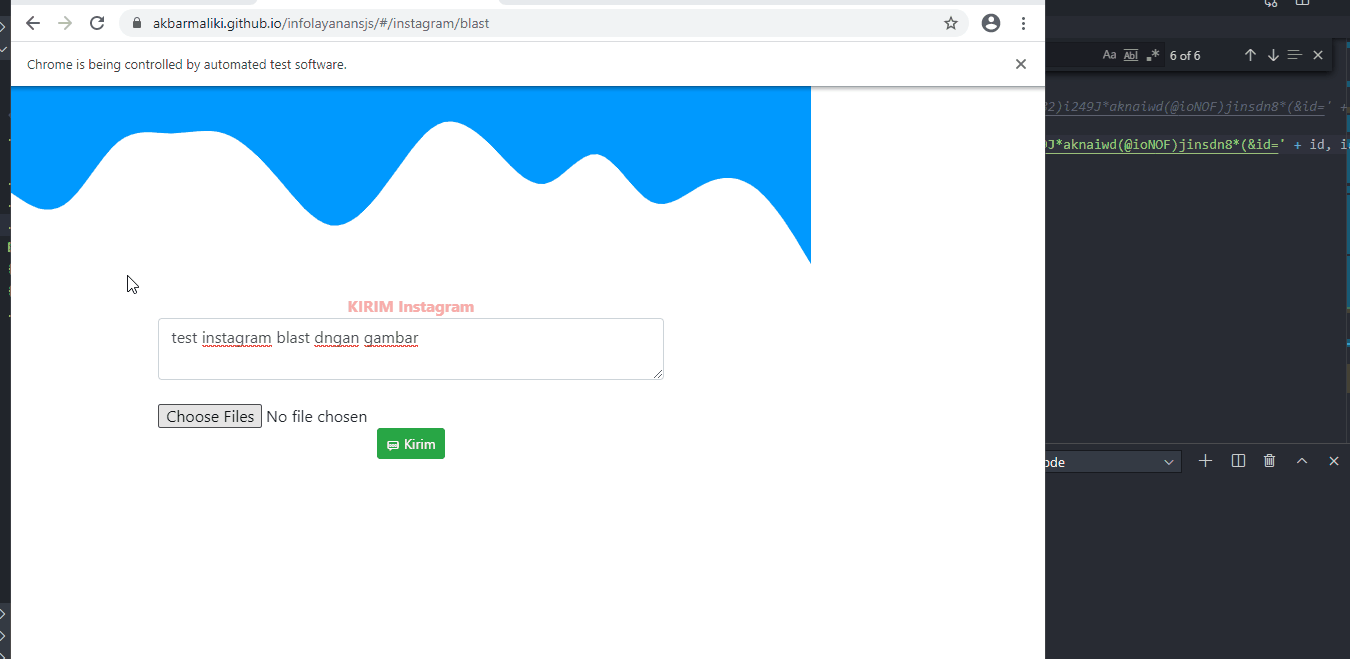 akbarmaliki.github.io/infolayanansjs/#/instagram/blast
Chrome is being controlled by automated test software.
Aa Abl .* 6 of 6
2)i249J*aknaiwd(@ioNOF)jinsdn8*(&id=' +
J*aknaiwd(@ioNOF)jinsdn8*(&id=' + id, i
KIRIM Instagram
test instagram blast dngan gambar
Choose Files No file chosen
Kirim
ode